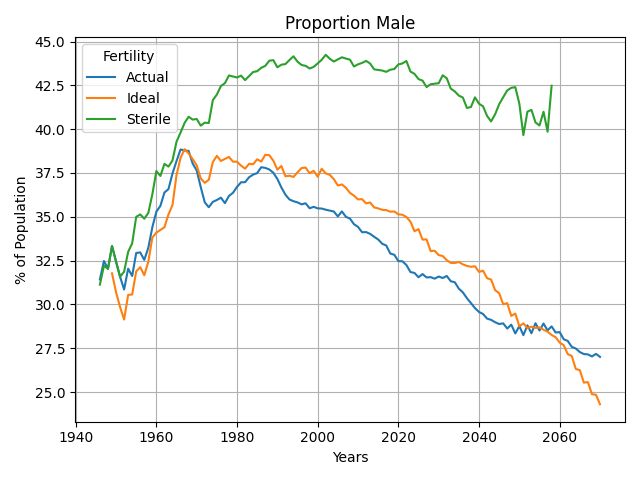 Proportion Male
% of Population
45.0
42.5
40.0
37.5
35.0
32.5
30.0
27.5
25.0
Fertility
Actual
Ideal
Sterile
1940 1960 1980 2000 2020 2040 2060
Years